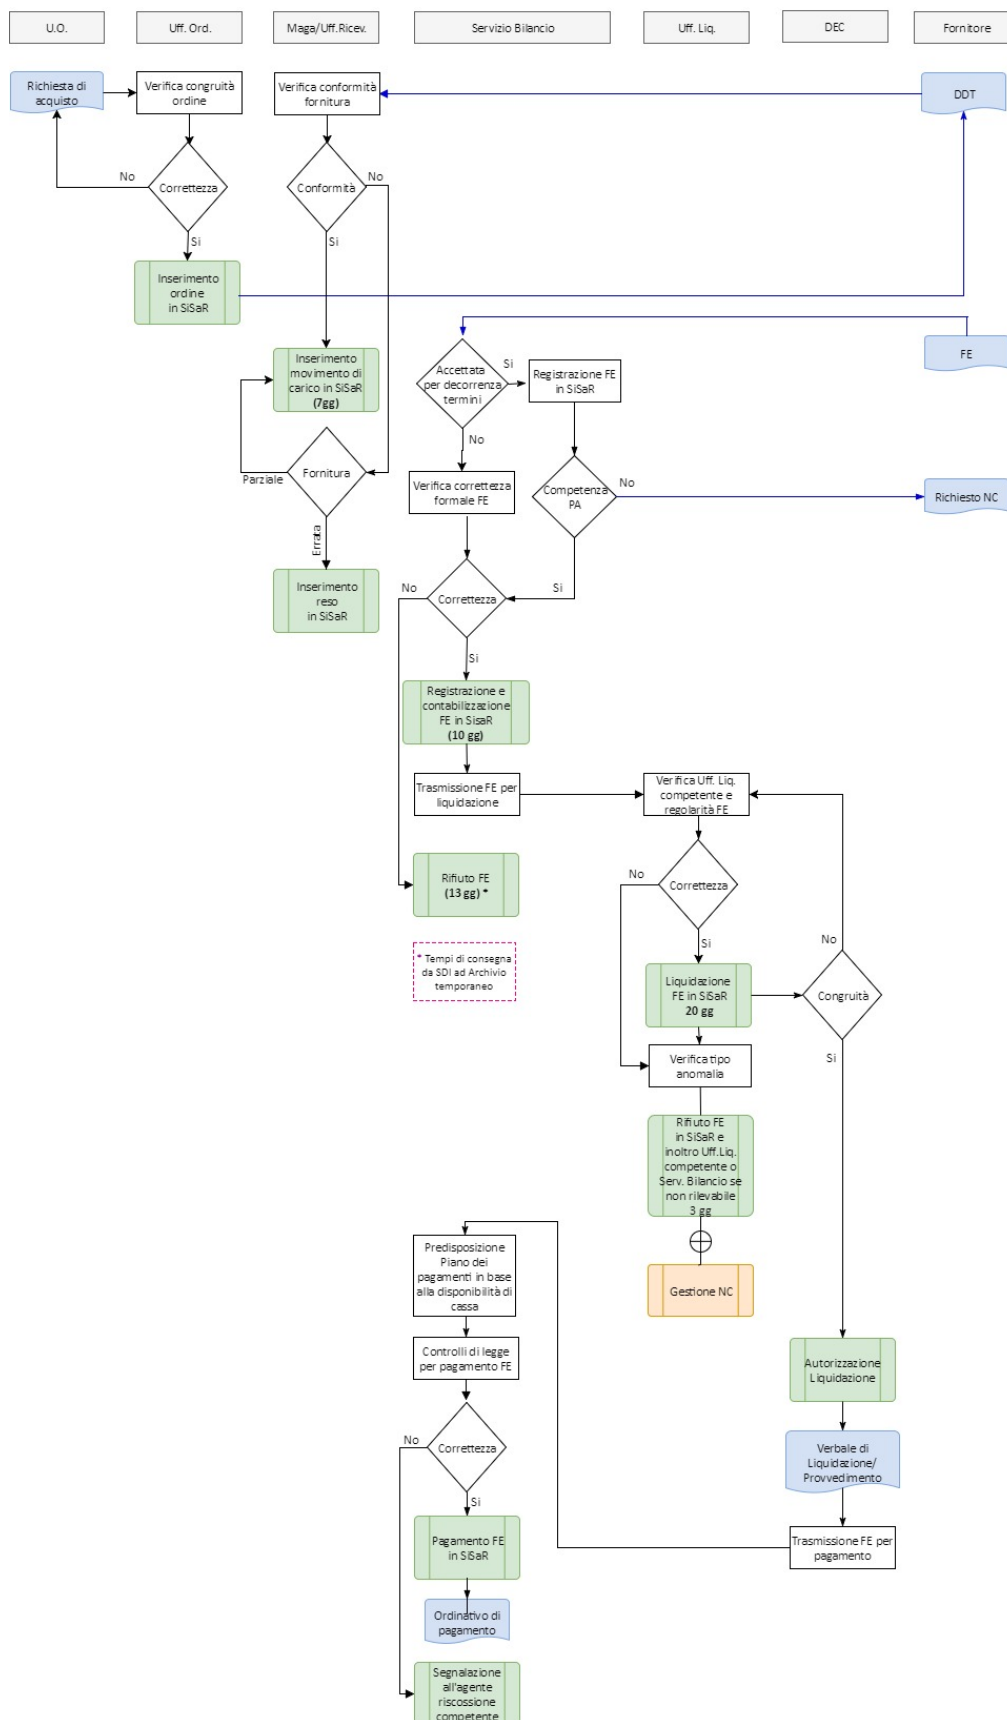 U.O.
Uff. Ord.
Maga/Uff.Ricev.
Servizio Bilancio
Uff. Liq.
DEC
Fornitore
Richiesta di
acquisto
Verifica congruità
ordine
Verifica conformità
fornitura
DDT
No
Correttezza
Conformità
No
Si
Si
Inserimento
ordine
in SiSaR
Inserimento
movimento di
carico in SiSaR
(7gg)
Accettata
per decorrenza
termini
Si
Registrazione FE
in SiSaR
FE
No
Parziale
Fornitura
Verifica correttezza
formale FE
Competenza
PA
No
Richiesto NC
Errata
Inserimento
reso
in SiSaR
No
Correttezza
Si
Si
Registrazione e
contabilizzazione
FE in SisaR
(10 gg)
Trasmissione FE per
liquidazione
Verifica Uff. Liq.
competente e
regolarità FE
Rifiuto FE
(13 gg) *
No
Correttezza
Si
No
* Tempi di consegna
da SDI ad Archivio
temporaneo
Liquidazione
FE in SiSaR
20 gg
Congruità
Verifica tipo
anomalia
Si
Rifiuto FE
in SiSaR e
inoltro Uff.Liq.
competente o
Serv. Bilancio se
non rilevabile
3 gg
Predisposizione
Piano dei
pagamenti in base
alla disponibilità di
cassa
Gestione NC
Controlli di legge
per pagamento FE
Autorizzazione
Liquidazione
No
Correttezza
Si
Verbale di
Liquidazione/
Provvedimento
Pagamento FE
in SiSaR
Trasmissione FE per
pagamento
Ordinativo di
pagamento
Segnalazione
all'agente
riscossione
competente